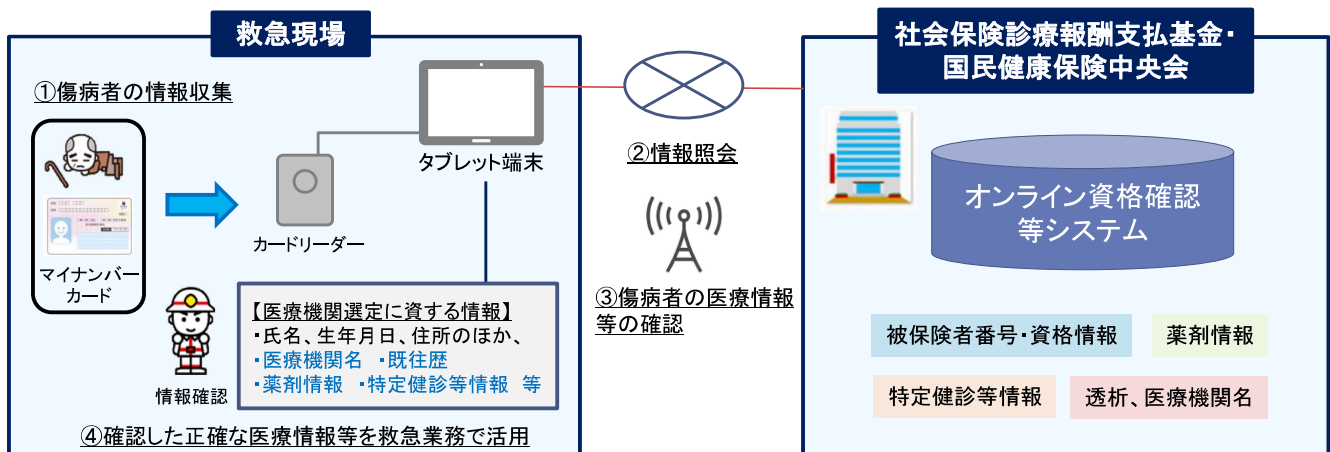 救急現場
①傷病者の情報収集
マイナンバー
カード
カードリーダー
タブレット端末
情報確認
【医療機関選定に資する情報】
・氏名、生年月日、住所のほか、
・医療機関名 ・既往歴
・薬剤情報 ・特定健診等情報 等
④確認した正確な医療情報等を救急業務で活用
②情報照会
③傷病者の医療情報
等の確認
社会保険診療報酬支払基金・
国民健康保険中央会
オンライン資格確認
等システム
被保険者番号・資格情報
薬剤情報
特定健診等情報
透析、医療機関名